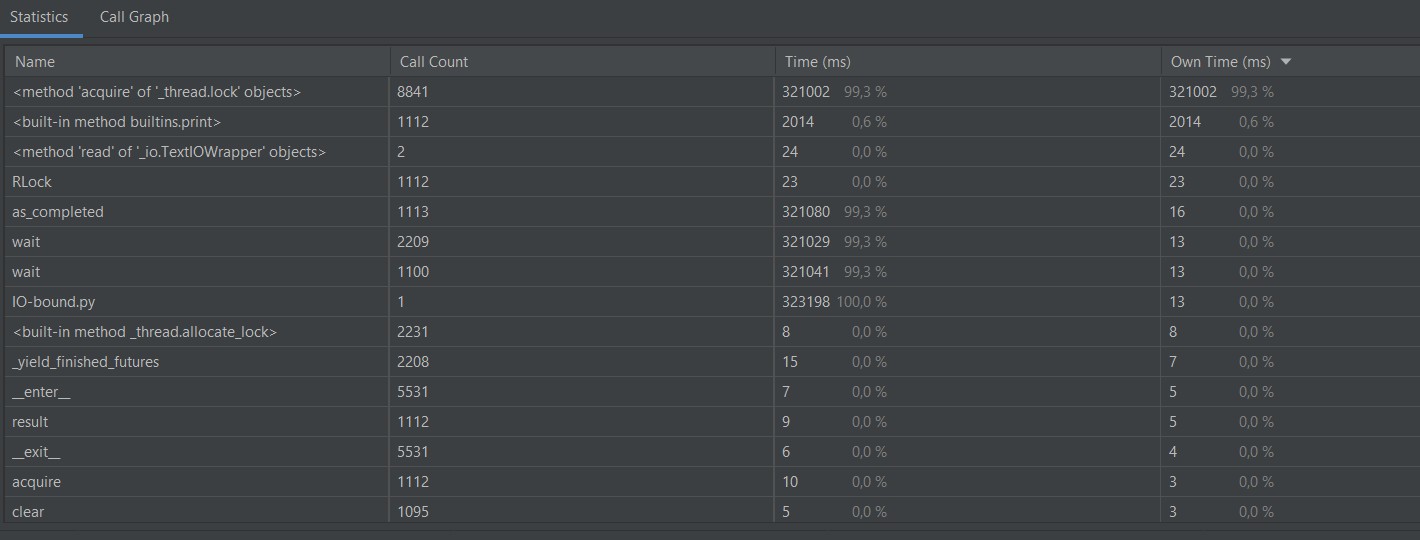 Statistics Call Graph
Name Call Count Time (ms) Own Time (ms)
<method 'acquire' of '_thread.lock' objects> 8841 321002 99,3 % 321002 99,3 %
<built-in method builtins.print> 1112 2014 0,6 % 2014 0,6 %
<method 'read' of '_io.TextIOWrapper' objects> 2 24 0,0 % 24 0,0 %
RLock 1112 23 0,0 % 23 0,0 %
as_completed 1113 321080 99,3 % 16 0,0 %
wait 2209 321029 99,3 % 13 0,0 %
wait 1100 321041 99,3 % 13 0,0 %
IO-bound.py 1 323198 100,0 % 13 0,0 %
<built-in method _thread.allocate_lock> 2231 8 0,0 % 8 0,0 %
_yield_finished_futures 2208 15 0,0 % 7 0,0 %
__enter__ 5531 7 0,0 % 5 0,0 %
result 1112 9 0,0 % 5 0,0 %
__exit__ 5531 6 0,0 % 4 0,0 %
acquire 1112 10 0,0 % 3 0,0 %
clear 1095 5 0,0 % 3 0,0 %